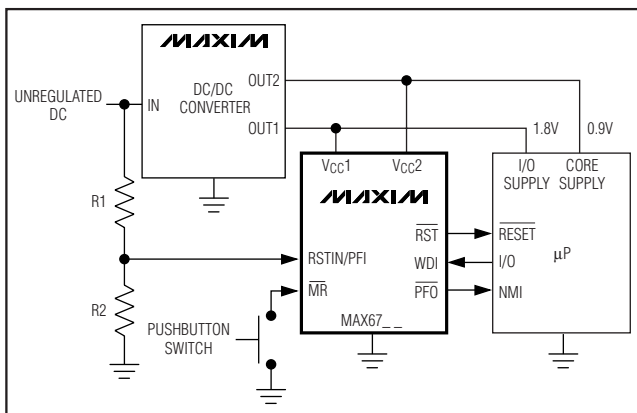 MAXIM
DC/DC
CONVERTER
UNREGULATED
DC
IN
OUT2
OUT1
1.8V
0.9V
VCC1
VCC2
MAXIM
I/O
SUPPLY
CORE
SUPPLY
R1
R2
RSTIN/PFI
MR
RST
WDI
PFO
MAX67_ _
RESET
I/O
NMI
µP
PUSHBUTTON
SWITCH